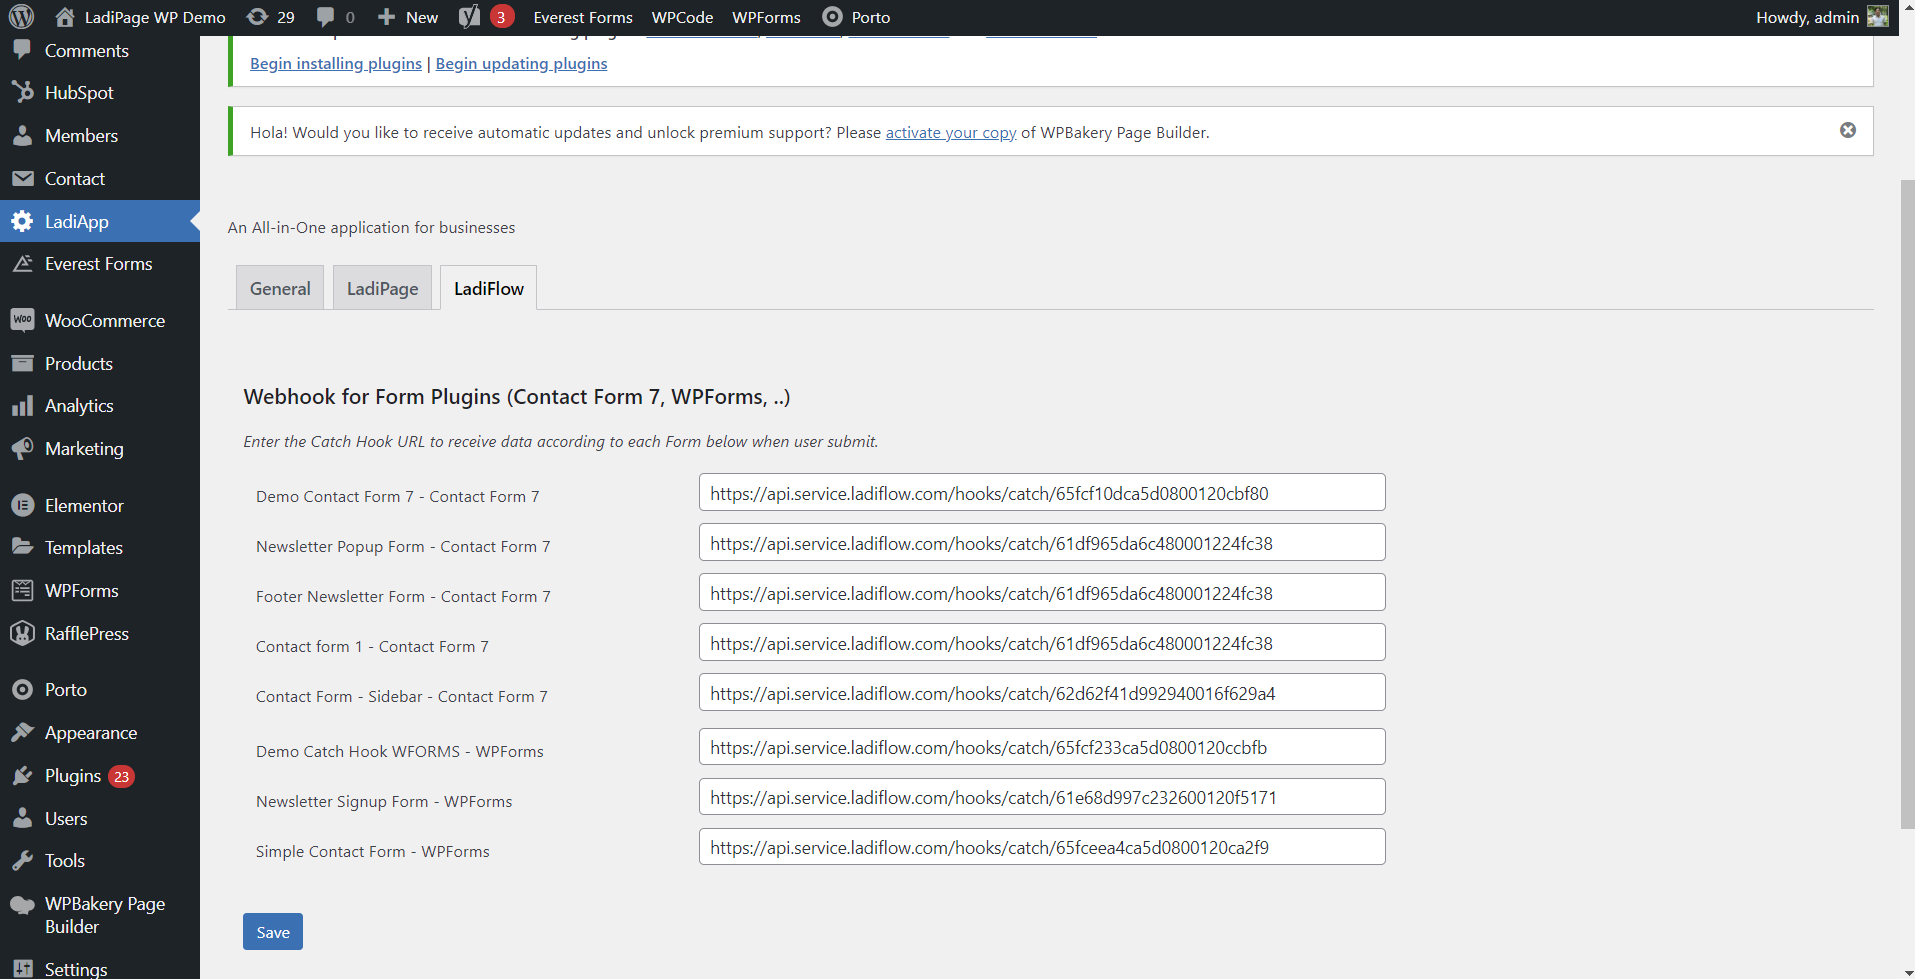 LadiPage WP Demo 29 0 New 3 Everest Forms WPCode WPForms Porto Howdy, admin
Comments
HubSpot
Members
Contact
LadiApp
Everest Forms
WooCommerce
Products
Analytics
Marketing
Elementor
Templates
WPForms
RafflePress
Porto
Appearance
Plugins 23
Users
Tools
WPBakery Page
Builder
Settings
Begin installing plugins | Begin updating plugins
Hola! Would you like to receive automatic updates and unlock premium support? Please activate your copy of WPBakery Page Builder.
An All-in-One application for businesses
General LadiPage LadiFlow
Webhook for Form Plugins (Contact Form 7, WPForms, ..)
Enter the Catch Hook URL to receive data according to each Form below when user submit.
Demo Contact Form 7 - Contact Form 7 https://api.service.ladiflow.com/hooks/catch/65fcf10dca5d0800120cbf80
Newsletter Popup Form - Contact Form 7 https://api.service.ladiflow.com/hooks/catch/61df965da6c480001224fc38
Footer Newsletter Form - Contact Form 7 https://api.service.ladiflow.com/hooks/catch/61df965da6c480001224fc38
Contact form 1 - Contact Form 7 https://api.service.ladiflow.com/hooks/catch/61df965da6c480001224fc38
Contact Form - Sidebar - Contact Form 7 https://api.service.ladiflow.com/hooks/catch/62d62f41d992940016f629a4
Demo Catch Hook WFORMS - WPForms https://api.service.ladiflow.com/hooks/catch/65fcf233ca5d0800120ccbfb
Newsletter Signup Form - WPForms https://api.service.ladiflow.com/hooks/catch/61e68d997c232600120f5171
Simple Contact Form - WPForms https://api.service.ladiflow.com/hooks/catch/65fceea4ca5d0800120ca2f9
Save